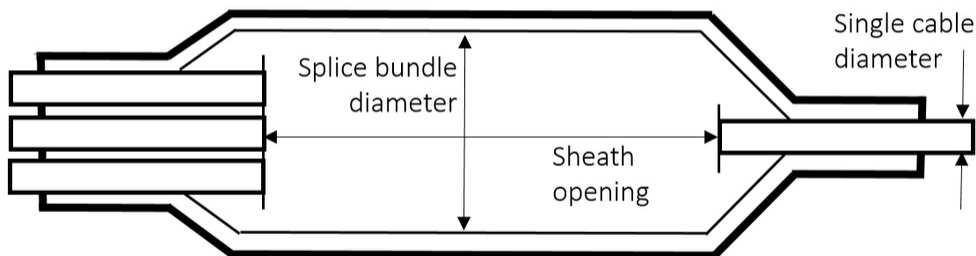 Single cable
diameter
Splice bundle
diameter
Sheath
opening